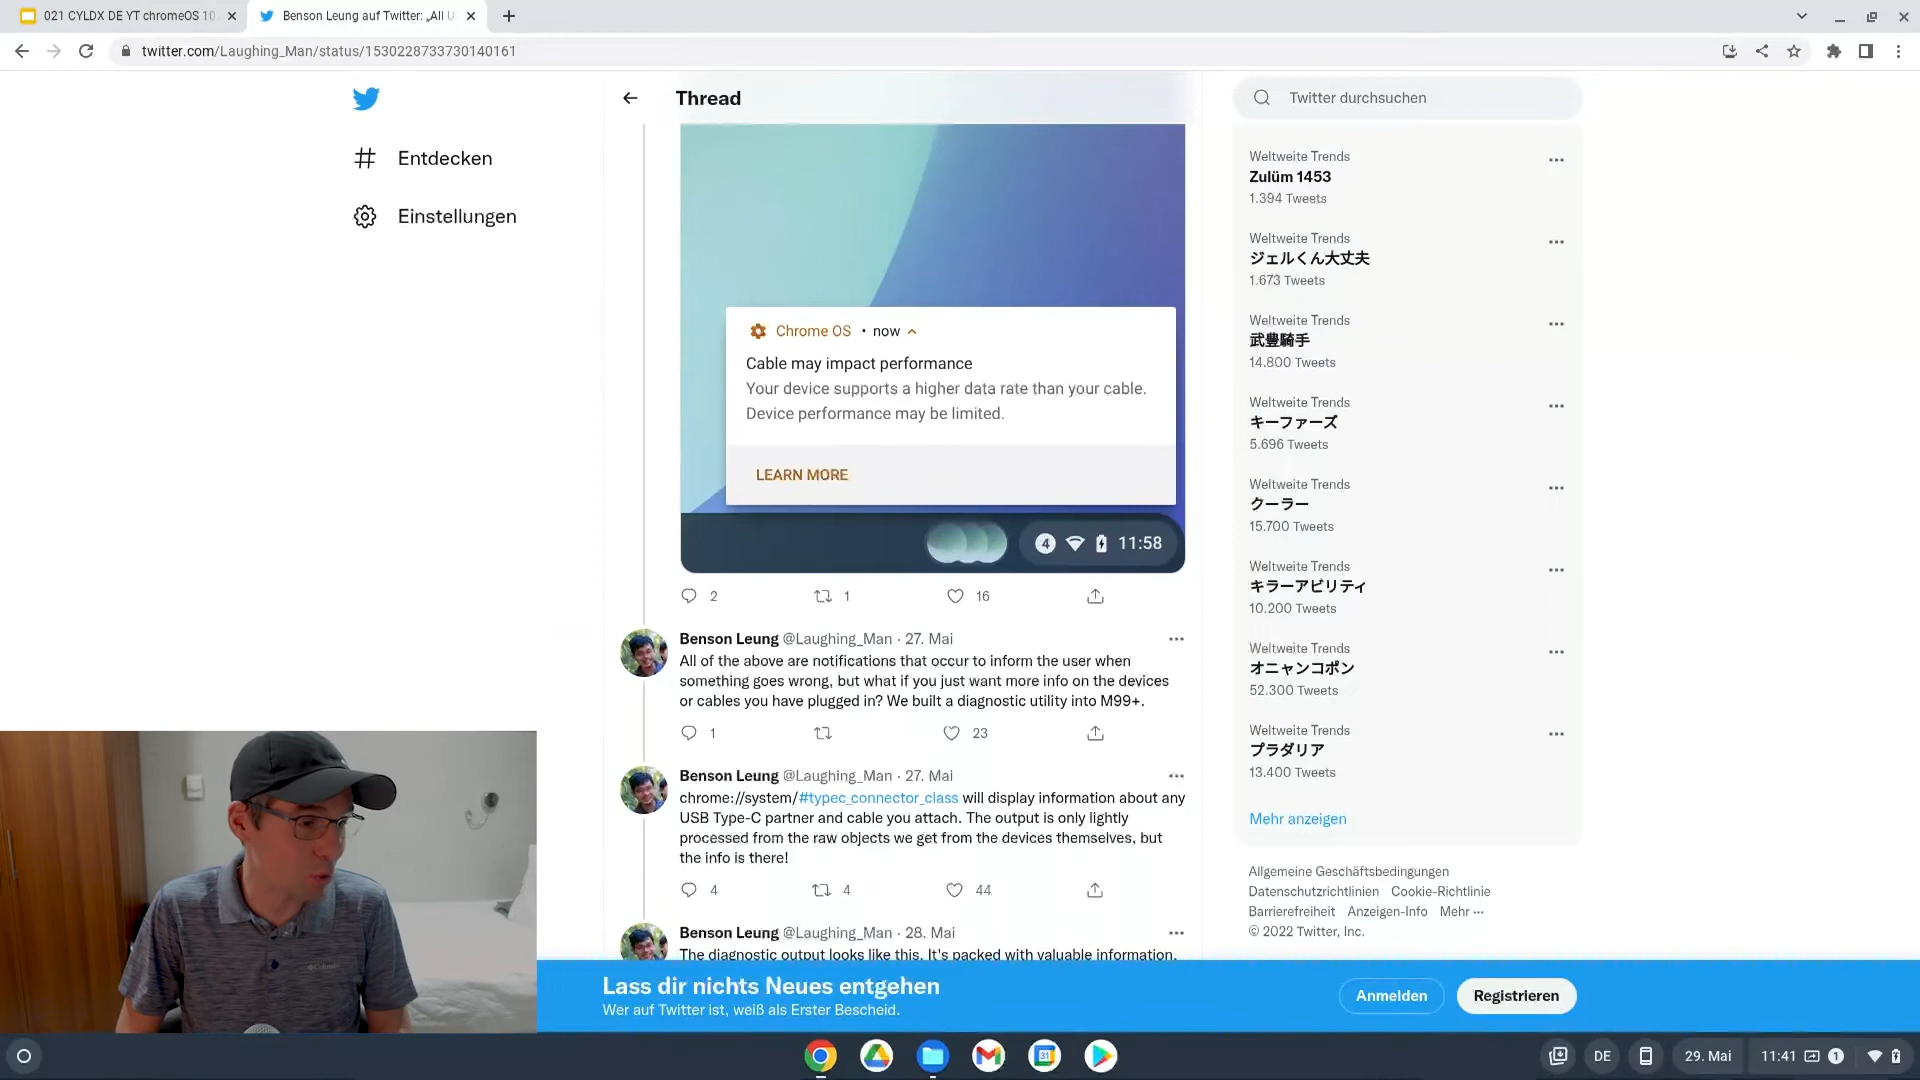 021 CYLDX DE YT chromeOS 10
Benson Leung auf Twitter: „All U
twitter.com/Laughing_Man/status/1530228733730140161
Entdecken
Einstellungen
Thread
Chrome OS • now
Cable may impact performance
Your device supports a higher data rate than your cable.
Device performance may be limited.
LEARN MORE
4 11:58
2 1 16
Benson Leung @Laughing_Man · 27. Mai
All of the above are notifications that occur to inform the user when
something goes wrong, but what if you just want more info on the devices
or cables you have plugged in? We built a diagnostic utility into M99+.
1 23
Benson Leung @Laughing_Man · 27. Mai
chrome://system/#typec_connector_class will display information about any
USB Type-C partner and cable you attach. The output is only lightly
processed from the raw objects we get from the devices themselves, but
the info is there!
4 4 44
Benson Leung @Laughing_Man · 28. Mai
The diagnostic output looks like this. It's packed with valuable information,
Twitter durchsuchen
Weltweite Trends
Zulüm 1453
1.394 Tweets
Weltweite Trends
ジェルくん大丈夫
1.673 Tweets
Weltweite Trends
武豊騎手
14.800 Tweets
Weltweite Trends
キーファーズ
5.696 Tweets
Weltweite Trends
クーラー
15.700 Tweets
Weltweite Trends
キラーアビリティ
10.200 Tweets
Weltweite Trends
オニャンコポン
52.300 Tweets
Weltweite Trends
プラダリア
13.400 Tweets
Mehr anzeigen
Allgemeine Geschäftsbedingungen
Datenschutzrichtlinien Cookie-Richtlinie
Barrierefreiheit Anzeigen-Info Mehr ···
© 2022 Twitter, Inc.
Lass dir nichts Neues entgehen
Wer auf Twitter ist, weiß als Erster Bescheid.
Anmelden
Registrieren
31
DE
29. Mai
11:41
1